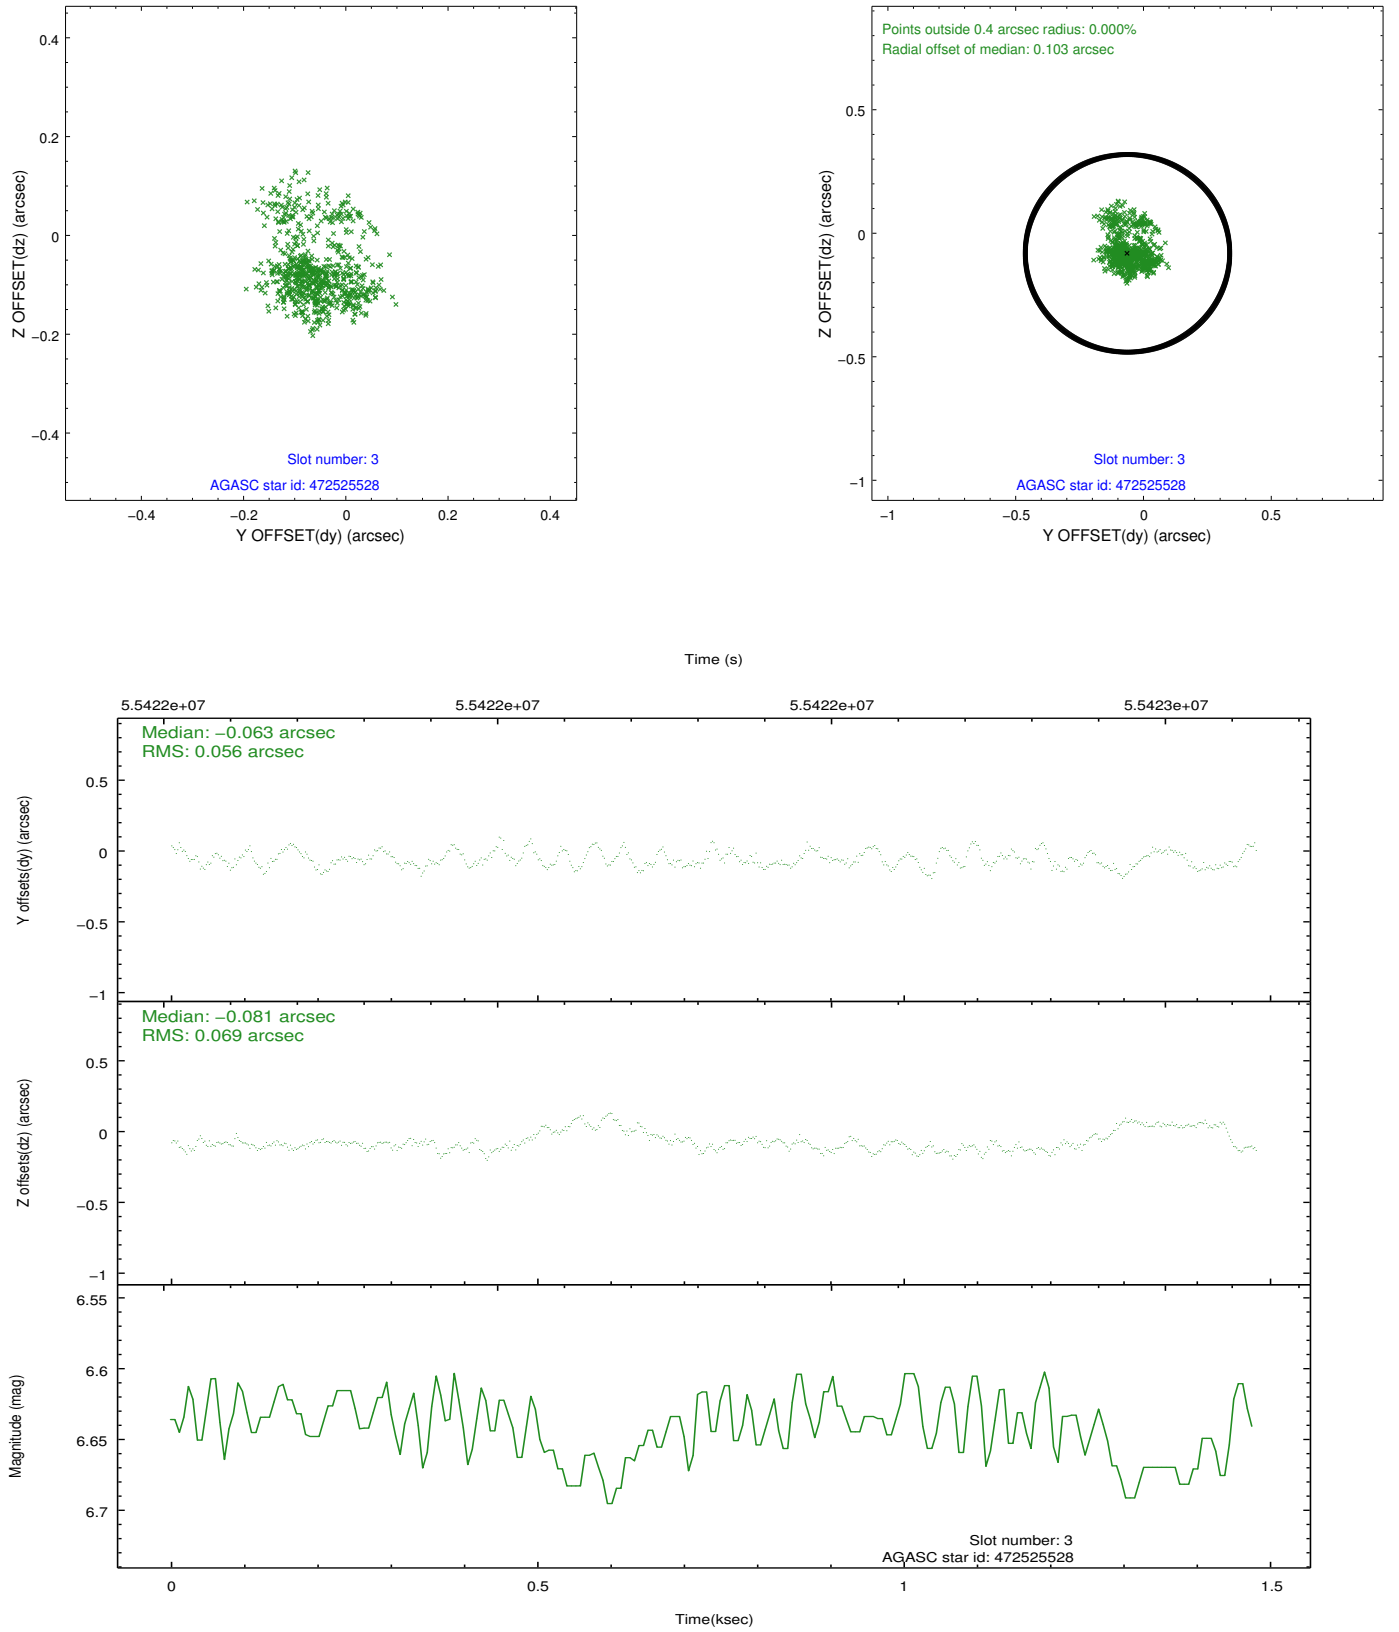 0.4
0.2
0
−0.2
−0.4
Z OFFSET(dz) (arcsec)
Slot number: 3
AGASC star id: 472525528
−0.4 −0.2 0 0.2 0.4
Y OFFSET(dy) (arcsec)
Points outside 0.4 arcsec radius: 0.000%
Radial offset of median: 0.103 arcsec
0.5
0
−0.5
−1
Z OFFSET(dz) (arcsec)
Slot number: 3
AGASC star id: 472525528
−1 −0.5 0 0.5
Y OFFSET(dy) (arcsec)
Time (s)
5.5422e+07 5.5422e+07 5.5422e+07 5.5423e+07
Median: −0.063 arcsec
RMS: 0.056 arcsec
0.5
0
−0.5
−1
Y offsets(dy) (arcsec)
Median: −0.081 arcsec
RMS: 0.069 arcsec
0.5
0
−0.5
−1
Z offsets(dz) (arcsec)
6.55
6.6
6.65
6.7
Magnitude (mag)
Slot number: 3
AGASC star id: 472525528
0 0.5 1 1.5
Time(ksec)